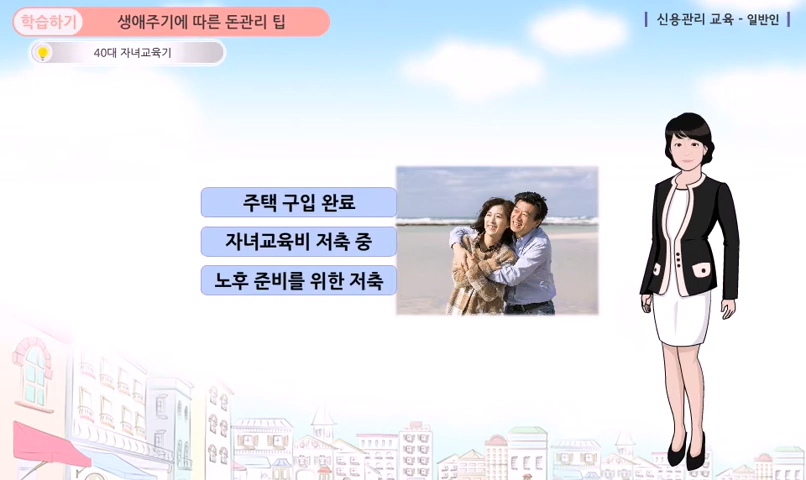 학습하기
생애주기에 따른 돈관리 팁
신용관리 교육 - 일반인
40대 자녀교육기
주택 구입 완료
자녀교육비 저축 중
노후 준비를 위한 저축